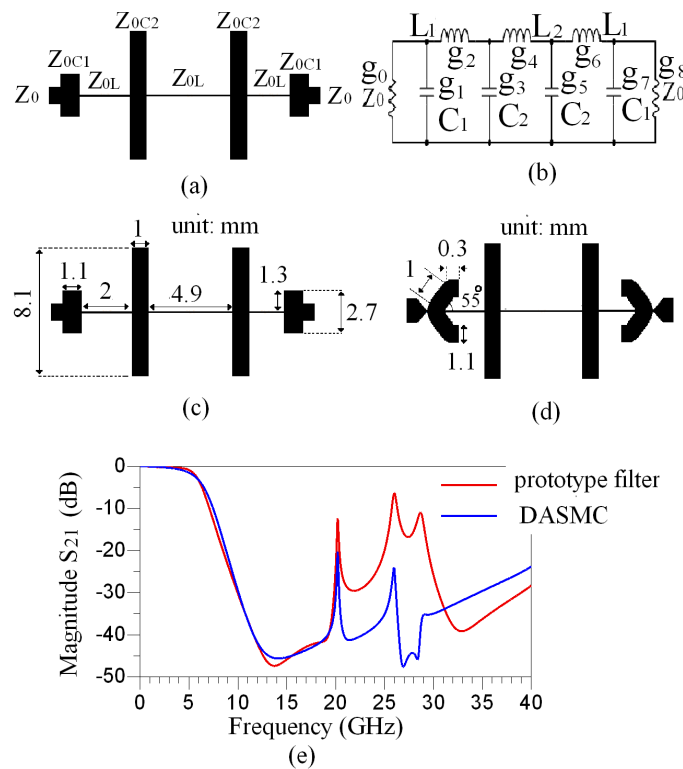 Z0C2 Z0C2
Z0C1 Z0C1
Z0L Z0L Z0L
Z0 Z0
(a)
L1 L2 L1
g2 g4 g6
g0 g8
Z0 g1 g3 g5 g7 Z0
C1 C2 C2 C1
(b)
unit: mm
1
1.1 2 4.9 1.3
8.1 2.7
(c)
unit: mm
0.3
1
55°
1.1
(d)
0
-10
-20
-30
-40
-50
Magnitude S21 (dB)
prototype filter
DASMC
0 5 10 15 20 25 30 35 40
Frequency (GHz)
(e)